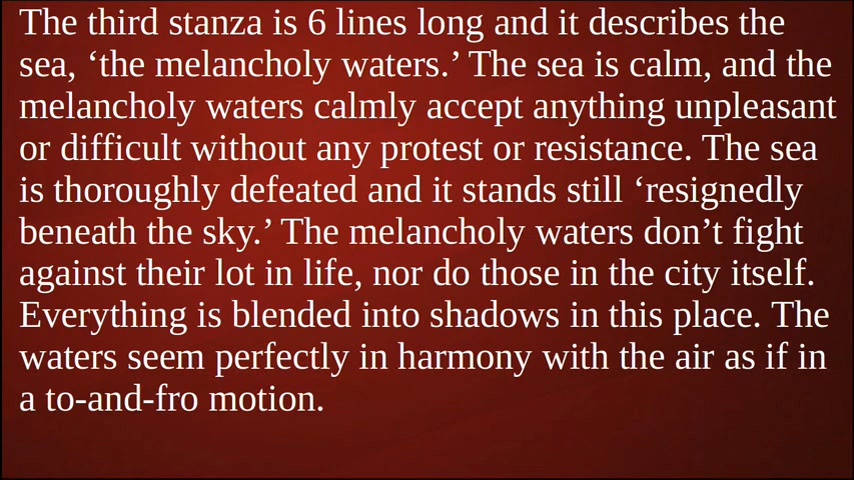 The third stanza is 6 lines long and it describes the
sea, ‘the melancholy waters.’ The sea is calm, and the
melancholy waters calmly accept anything unpleasant
or difficult without any protest or resistance. The sea
is thoroughly defeated and it stands still ‘resignedly
beneath the sky.’ The melancholy waters don’t fight
against their lot in life, nor do those in the city itself.
Everything is blended into shadows in this place. The
waters seem perfectly in harmony with the air as if in
a to-and-fro motion.